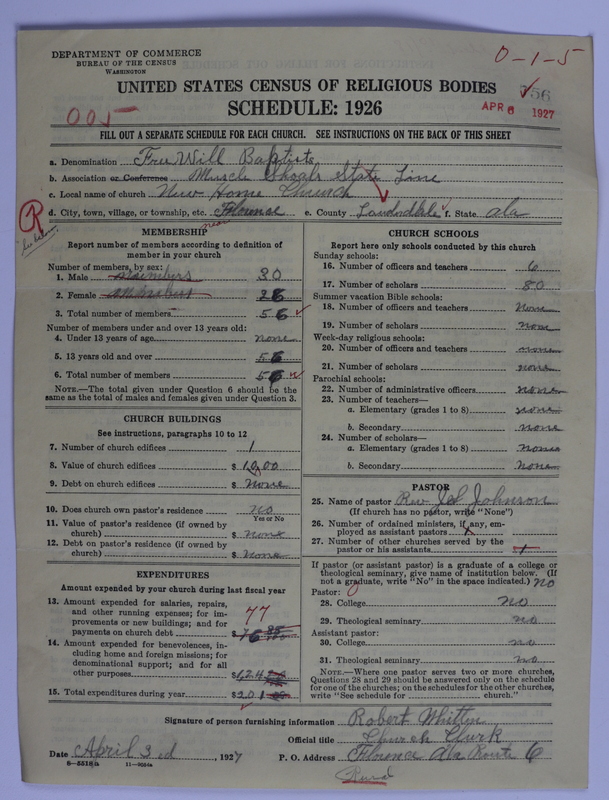 DEPARTMENT OF COMMERCE
BUREAU OF THE CENSUS
WASHINGTON
0-1-5
UNITED STATES CENSUS OF RELIGIOUS BODIES
SCHEDULE: 1926
005
APR 6 1927
FILL OUT A SEPARATE SCHEDULE FOR EACH CHURCH. SEE INSTRUCTIONS ON THE BACK OF THIS SHEET
a. Denomination Free Will Baptists
b. Association or Conference Muscle Shoals State Line
c. Local name of church New Home Church
d. City, town, village, or township, etc. near Florence e. County Lauderdale f. State Ala
R
MEMBERSHIP
Report number of members according to definition of
member in your church
Number of members, by sex:
1. Male 30
2. Female 26
3. Total number of members 56
Number of members under and over 13 years old:
4. Under 13 years of age none
5. 13 years old and over 56
6. Total number of members 56
NOTE.—The total given under Question 6 should be the
same as the total of males and females given under Question 3.
CHURCH BUILDINGS
See instructions, paragraphs 10 to 12
7. Number of church edifices 1
8. Value of church edifices $
9. Debt on church edifices $ None
10. Does church own pastor's residence no
Yes or No
11. Value of pastor's residence (if owned by
church) $ none
12. Debt on pastor's residence (if owned by
church) $ none
EXPENDITURES
Amount expended by your church during last fiscal year
13. Amount expended for salaries, repairs,
and other running expenses; for im-
provements or new buildings; and for
payments on church debt 77 $
14. Amount expended for benevolences, in-
cluding home and foreign missions; for
denominational support; and for all
other purposes $124
15. Total expenditures during year $201
CHURCH SCHOOLS
Report here only schools conducted by this church
Sunday schools:
16. Number of officers and teachers 6
17. Number of scholars 80
Summer vacation Bible schools:
18. Number of officers and teachers none
19. Number of scholars none
Week-day religious schools:
20. Number of officers and teachers none
21. Number of scholars none
Parochial schools:
22. Number of administrative officers none
23. Number of teachers—
a. Elementary (grades 1 to 8) none
b. Secondary none
24. Number of scholars—
a. Elementary (grades 1 to 8) none
b. Secondary none
PASTOR
25. Name of pastor Rev Johnson
(If church has no pastor, write "None")
26. Number of ordained ministers, if any, em-
ployed as assistant pastors
27. Number of other churches served by the
pastor or his assistants 1
If pastor (or assistant pastor) is a graduate of a college or
theological seminary, give name of institution below. (If
not a graduate, write "No" in the space indicated.) no
Pastor:
28. College no
29. Theological seminary no
Assistant pastor:
30. College no
31. Theological seminary no
NOTE.—Where one pastor serves two or more churches,
Questions 28 and 29 should be answered only on the schedule
for one of the churches; on the schedules for the other churches,
write "See schedule for church."
Signature of person furnishing information Robert Whitten
Official title Church Clerk
Date April 3rd, 1927 P. O. Address Florence Ala Route 6
Rural